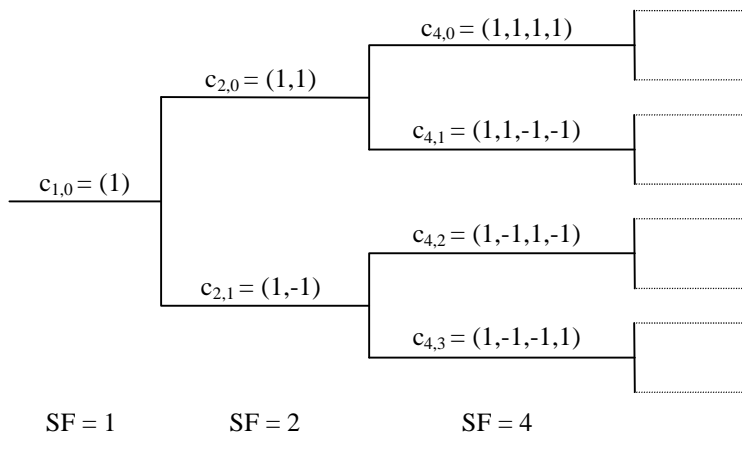 c4,0 = (1,1,1,1)
c2,0 = (1,1)
c4,1 = (1,1,-1,-1)
c1,0 = (1)
c4,2 = (1,-1,1,-1)
c2,1 = (1,-1)
c4,3 = (1,-1,-1,1)
SF = 1 SF = 2 SF = 4